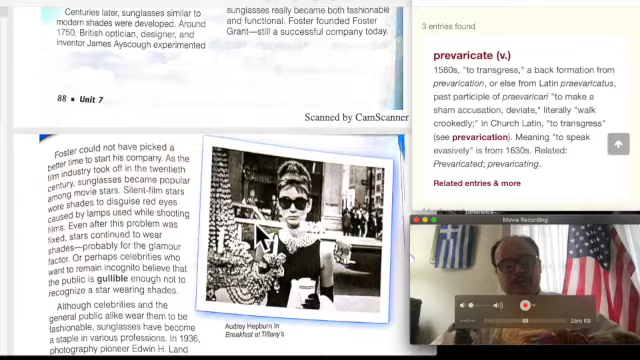 Centuries later, sunglasses similar to
modern shades were developed. Around
1750, British optician, designer, and
inventor James Ayscough experimented
sunglasses really became both fashionable
and functional. Foster founded Foster
Grant—still a successful company today.
88 ■ Unit 7
Scanned by CamScanner
Foster could not have picked a
better time to start his company. As the
film industry took off in the twentieth
century, sunglasses became popular
among movie stars. Silent-film stars
wore shades to disguise red eyes
caused by lamps used while shooting
films. Even after this problem was
fixed, stars continued to wear
shades—probably for the glamour
factor. Or perhaps celebrities who
want to remain incognito believe that
the public is gullible enough not to
recognize a star wearing shades.
Although celebrities and the
general public alike wear them to be
fashionable, sunglasses have become
a staple in various professions. In 1936,
photography pioneer Edwin H. Land
Audrey Hepburn in
Breakfast at Tiffany's
3 entries found
prevaricate (v.)
1580s, "to transgress," a back formation from
prevarication, or else from Latin praevaricatus,
past participle of praevaricari "to make a
sham accusation, deviate," literally "walk
crookedly;" in Church Latin, "to transgress"
(see prevarication). Meaning "to speak
evasively" is from 1630s. Related:
Prevaricated; prevaricating.
Related entries & more
Movie Recording
Zero KB